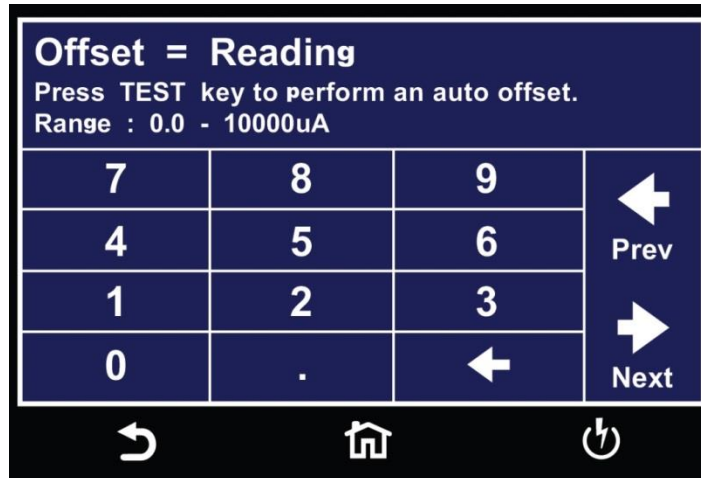 Offset = Reading
Press TEST key to perform an auto offset.
Range : 0.0 - 10000uA
7 8 9
4 5 6 Prev
1 2 3
0 . Next